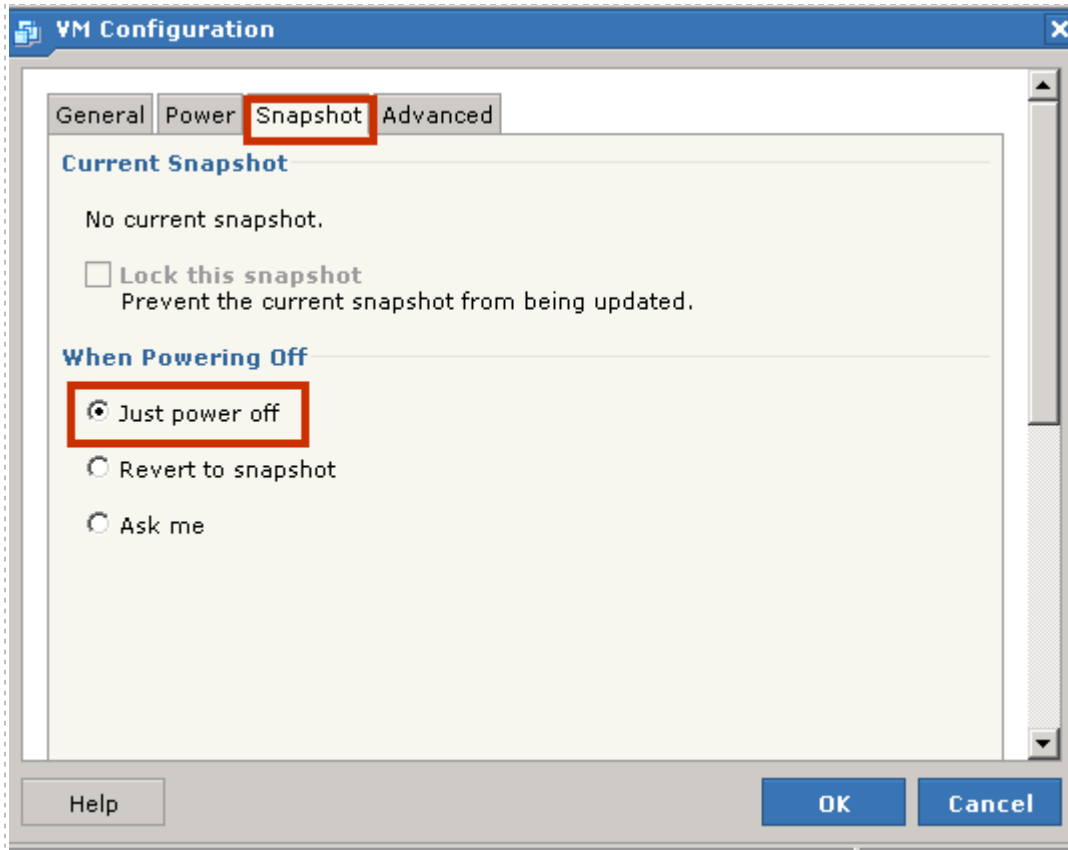 VM Configuration
General Power Snapshot Advanced
Current Snapshot
No current snapshot.
Lock this snapshot
Prevent the current snapshot from being updated.
When Powering Off
Just power off
Revert to snapshot
Ask me
Help OK Cancel